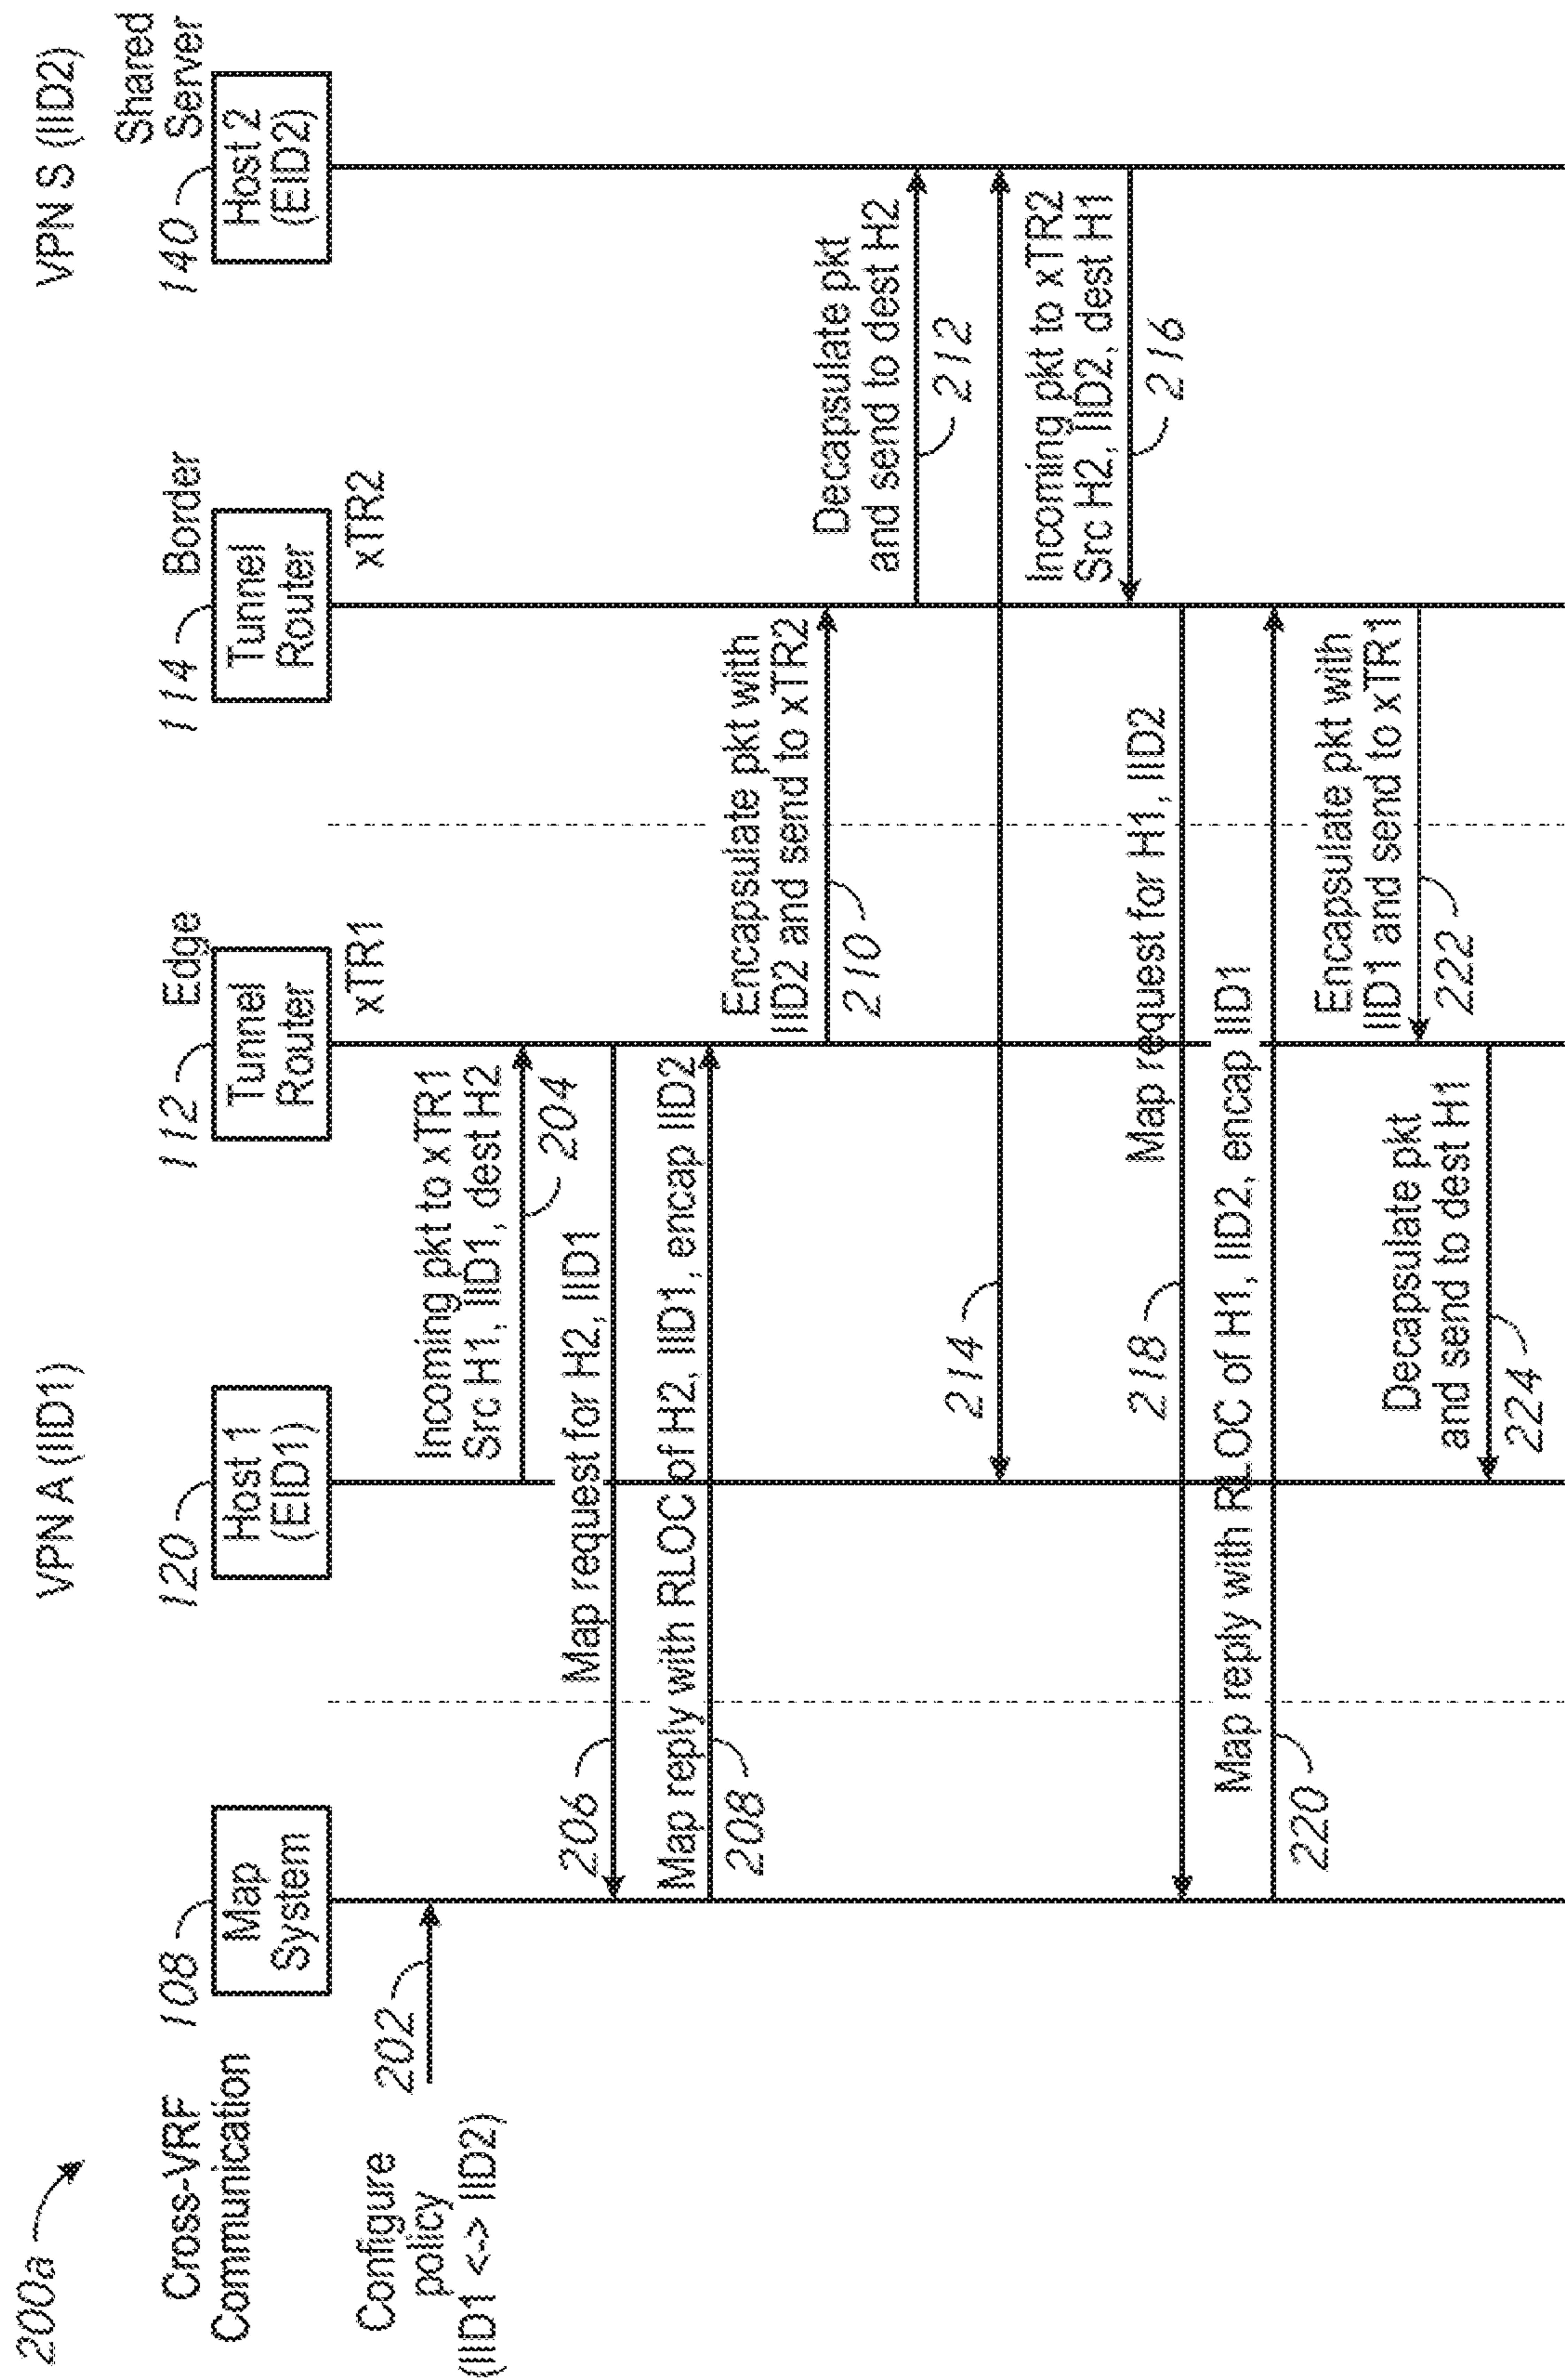 200a
Cross-VRF
Communication
VPN A (IID1)
VPN S (IID2)
108
Map
System
120
Host 1
(EID1)
112
Edge
Tunnel
Router
xTR1
114
Border
Tunnel
Router
xTR2
140
Shared
Server
Host 2
(EID2)
Configure
policy
(IID1 <-> IID2)
202
Incoming pkt to xTR1
Src H1, IID1, dest H2
204
Map request for H2, IID1
206
Map reply with RLOC of H2, IID1, encap IID2
208
Encapsulate pkt with
IID2 and send to xTR2
210
Decapsulate pkt
and send to dest H2
212
214
Incoming pkt to xTR2
Src H2, IID2, dest H1
216
Map request for H1, IID2
218
Map reply with RLOC of H1, IID2, encap IID1
220
Encapsulate pkt with
IID1 and send to xTR1
222
Decapsulate pkt
and send to dest H1
224